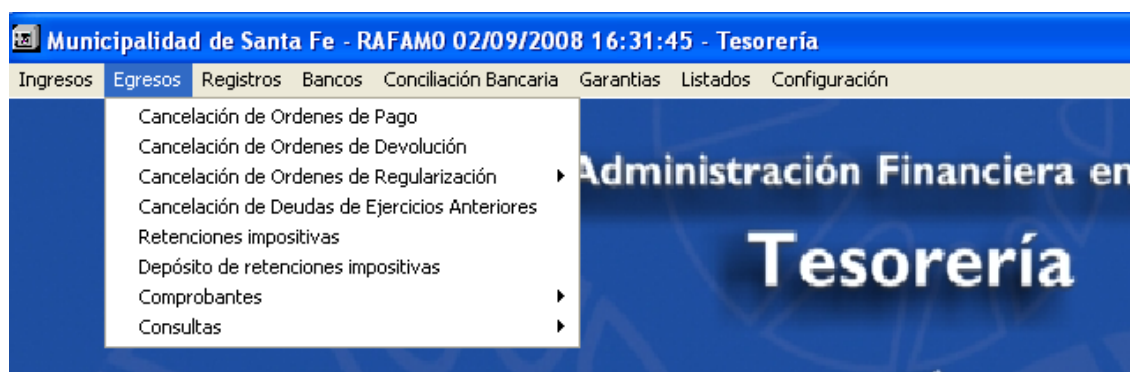 Municipalidad de Santa Fe - RAFAM0 02/09/2008 16:31:45 - Tesorería
Ingresos Egresos Registros Bancos Conciliación Bancaria Garantias Listados Configuración
Cancelación de Ordenes de Pago
Cancelación de Ordenes de Devolución
Cancelación de Ordenes de Regularización
Cancelación de Deudas de Ejercicios Anteriores
Retenciones impositivas
Depósito de retenciones impositivas
Comprobantes
Consultas
Administración Financiera en
Tesorería